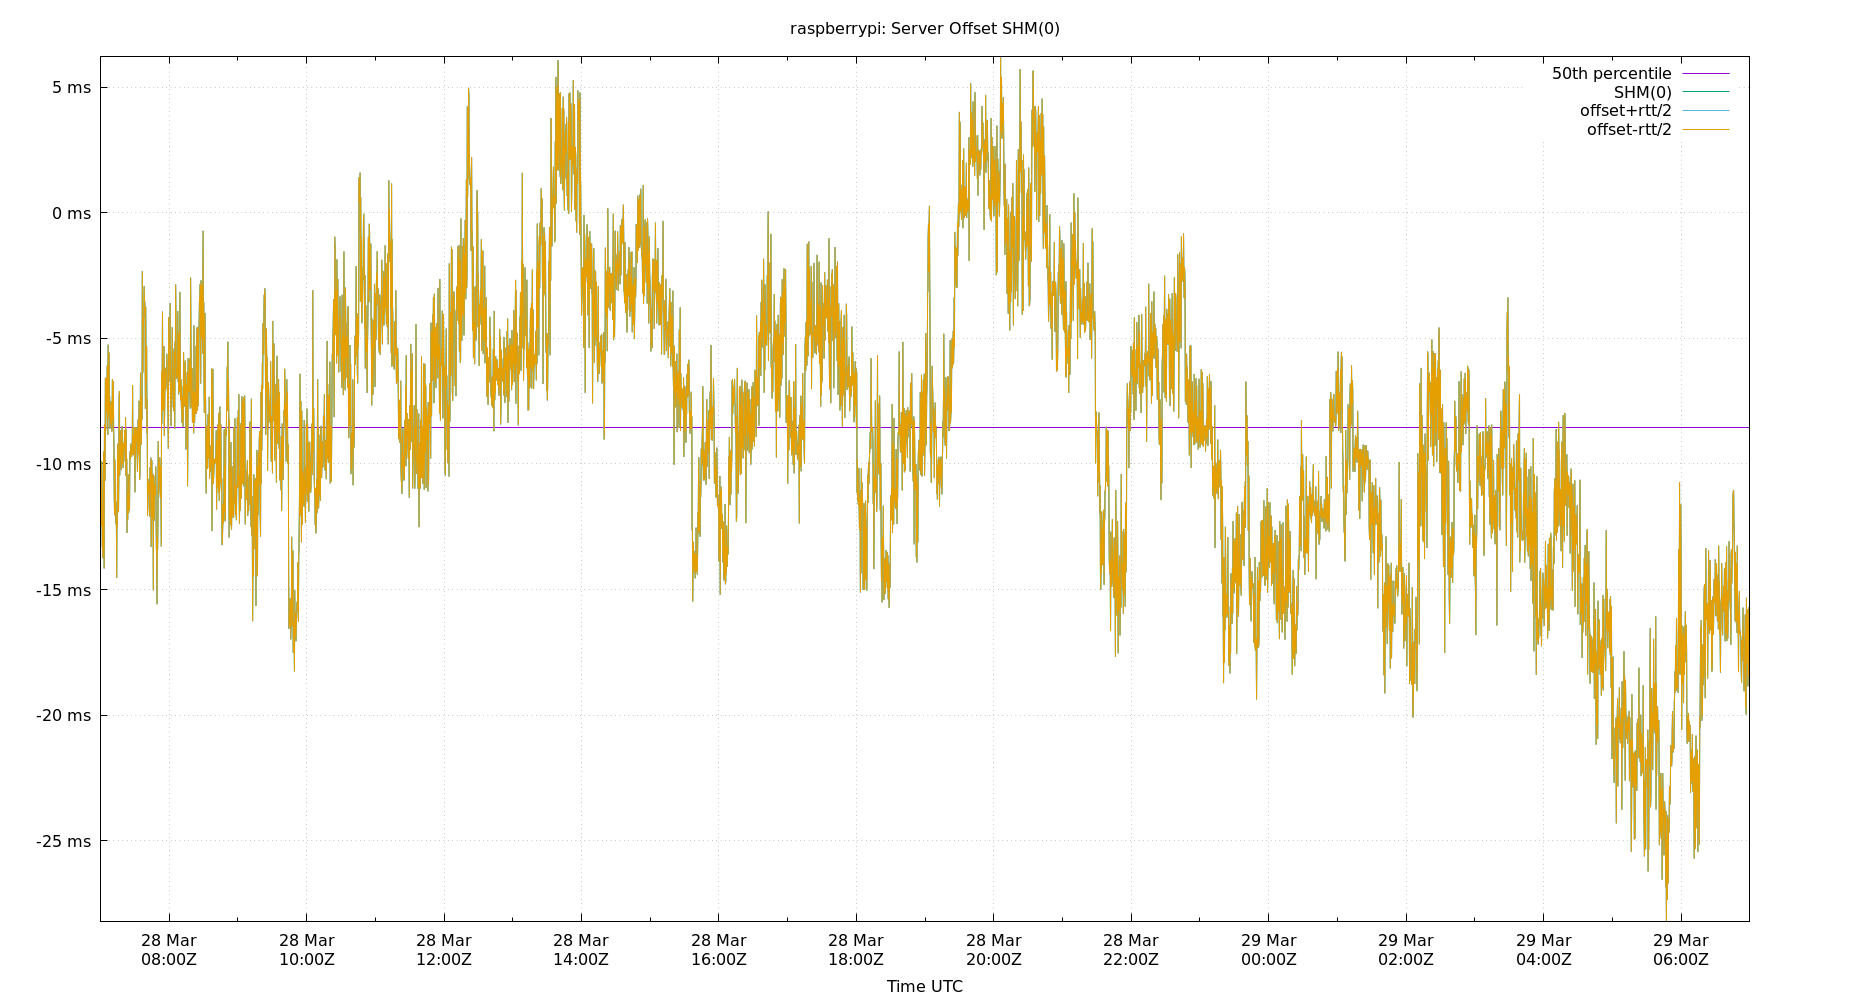 raspberrypi: Server Offset SHM(0)
50th percentile
SHM(0)
offset+rtt/2
offset-rtt/2
5 ms
0 ms
-5 ms
-10 ms
-15 ms
-20 ms
-25 ms
28 Mar 28 Mar 28 Mar 28 Mar 28 Mar 28 Mar 28 Mar 28 Mar 29 Mar 29 Mar 29 Mar 29 Mar
08:00Z 10:00Z 12:00Z 14:00Z 16:00Z 18:00Z 20:00Z 22:00Z 00:00Z 02:00Z 04:00Z 06:00Z
Time UTC